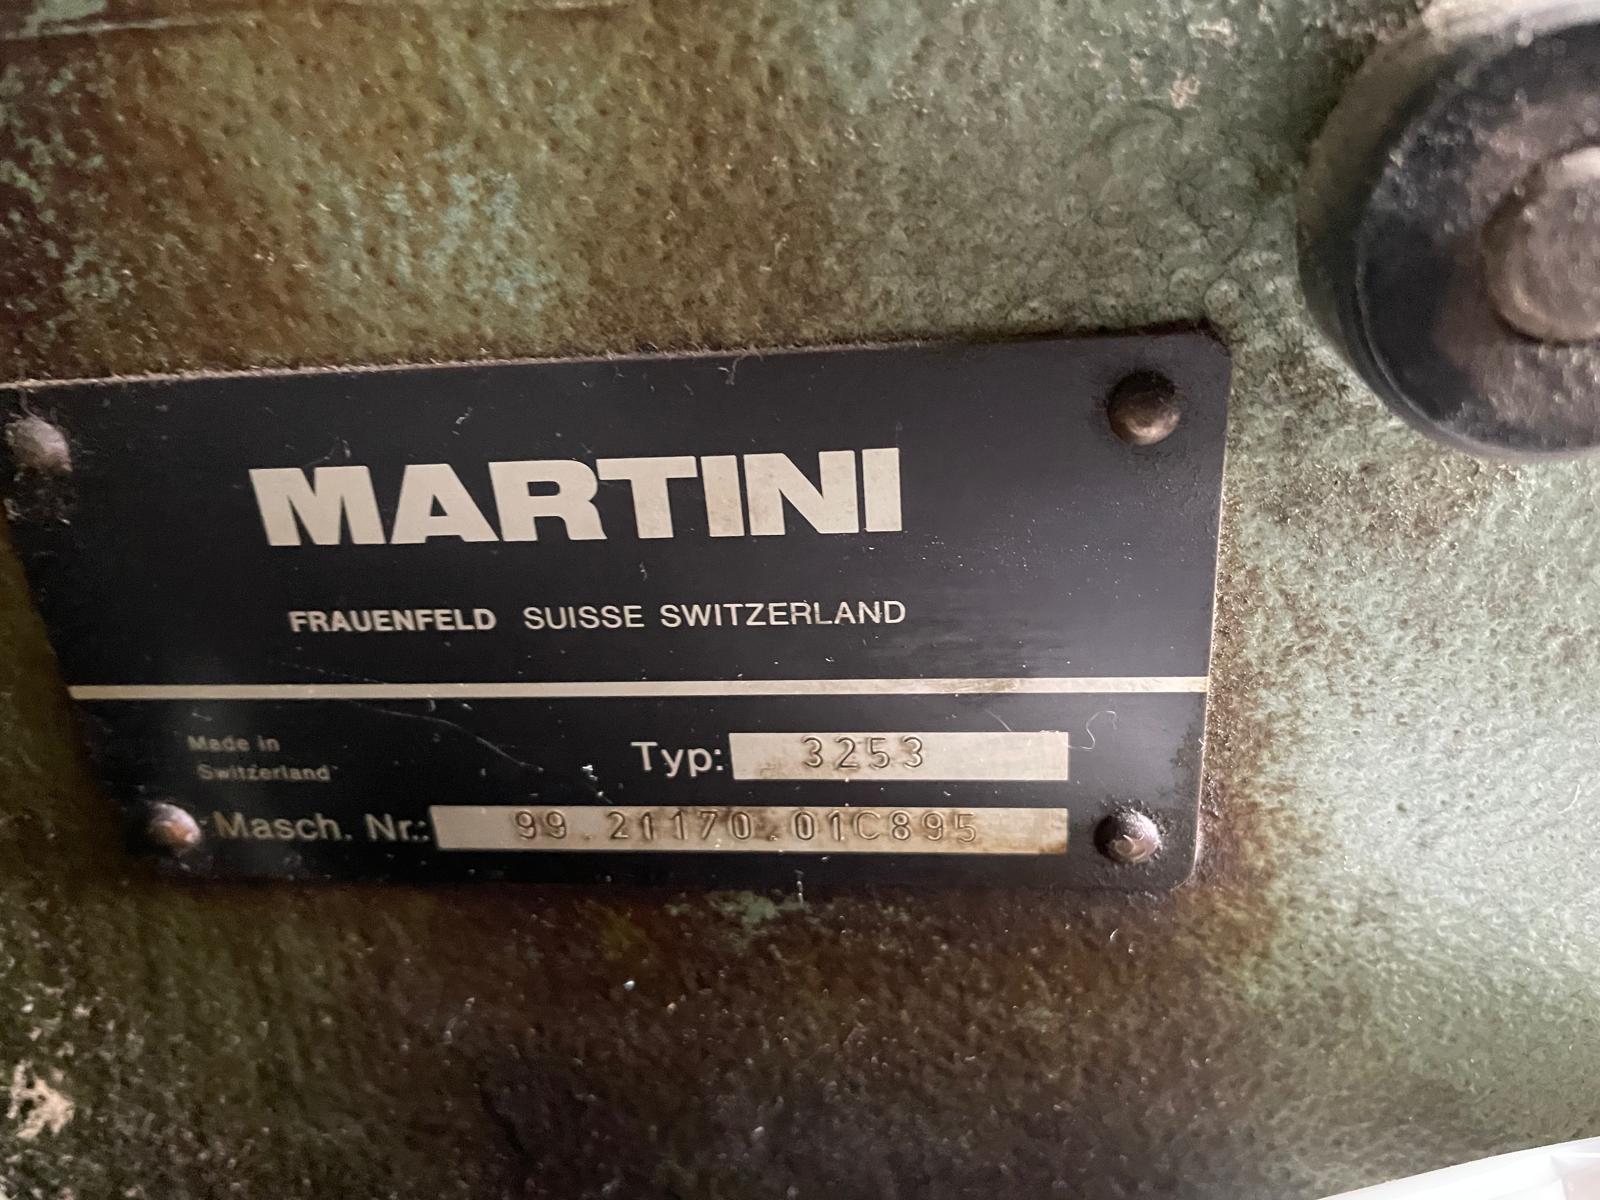 MARTINI
FRAUENFELD SUISSE SWITZERLAND
Made in
Switzerland
Typ: 3253
Masch. Nr.: 99.21170.01C895